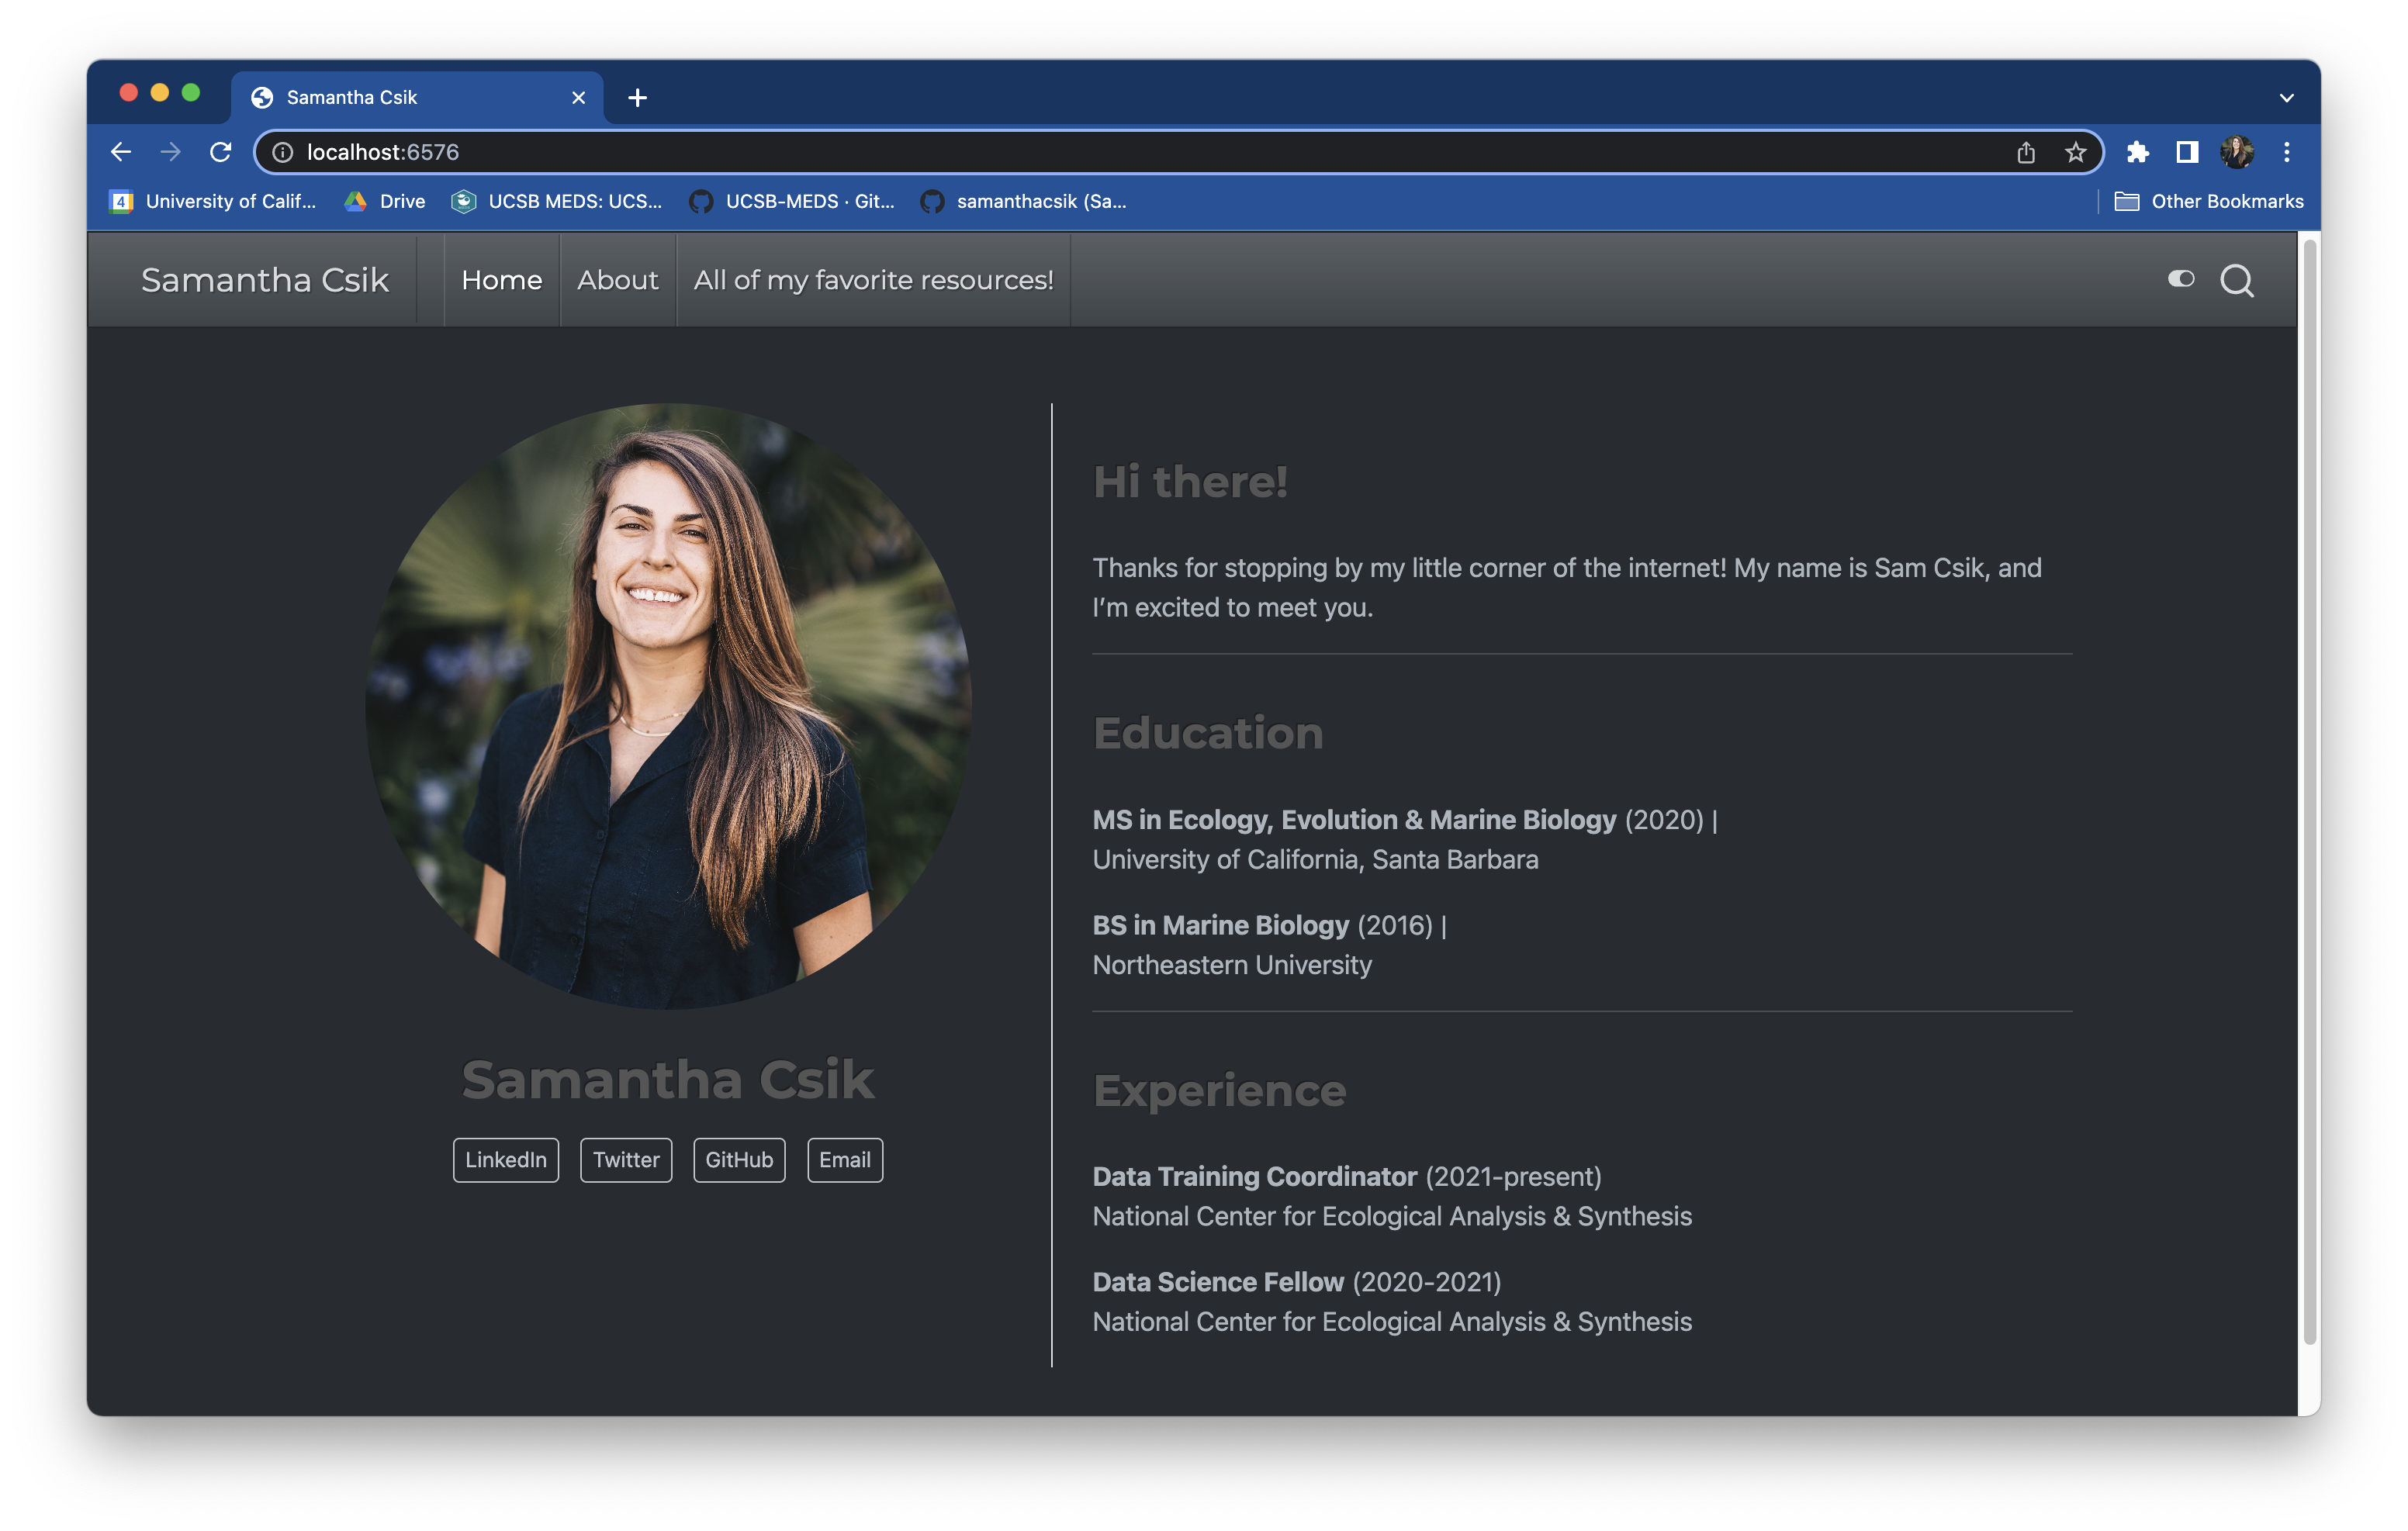 Samantha Csik
localhost:6576
4 University of Calif... Drive UCSB MEDS: UCS... UCSB-MEDS · Git... samanthacsik (Sa... Other Bookmarks
Samantha Csik Home About All of my favorite resources!
Hi there!
Thanks for stopping by my little corner of the internet! My name is Sam Csik, and
I’m excited to meet you.
Education
MS in Ecology, Evolution & Marine Biology (2020) |
University of California, Santa Barbara
BS in Marine Biology (2016) |
Northeastern University
Experience
Data Training Coordinator (2021-present)
National Center for Ecological Analysis & Synthesis
Data Science Fellow (2020-2021)
National Center for Ecological Analysis & Synthesis
Samantha Csik
LinkedIn Twitter GitHub Email